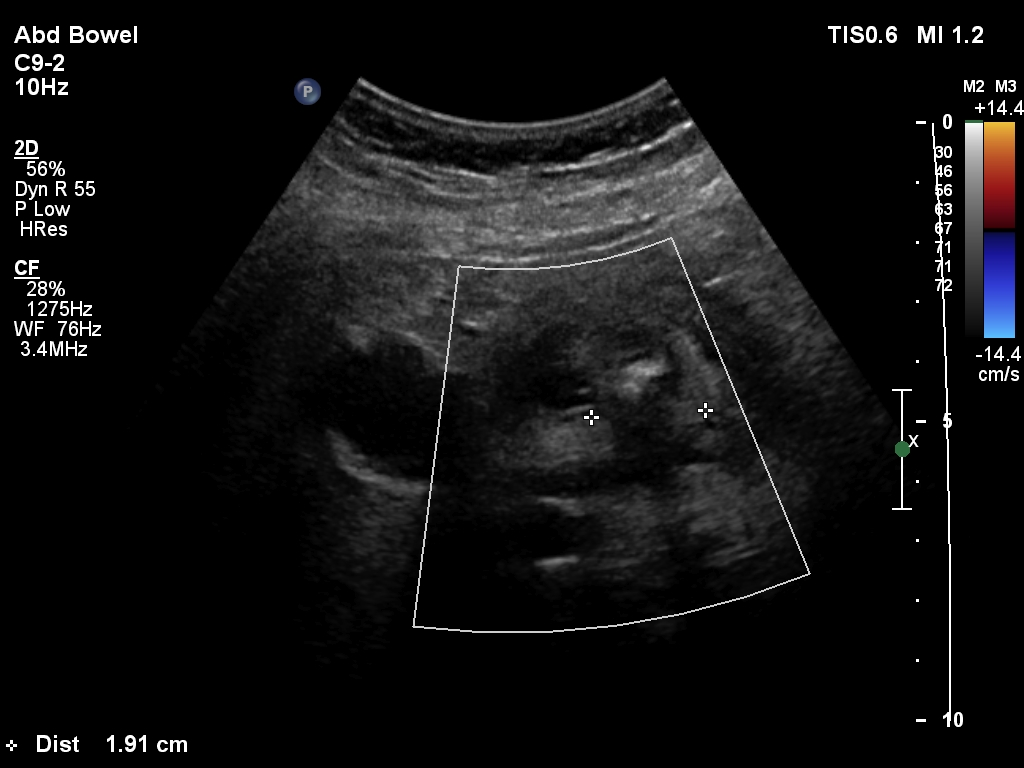 Abd Bowel
C9-2
10Hz
2D
56%
Dyn R 55
P Low
HRes
CF
28%
1275Hz
WF 76Hz
3.4MHz
P
TIS0.6 MI 1.2
M2 M3
+14.4
0
30
46
56
63
67
71
71
72
-14.4
cm/s
5
x
10
Dist 1.91 cm